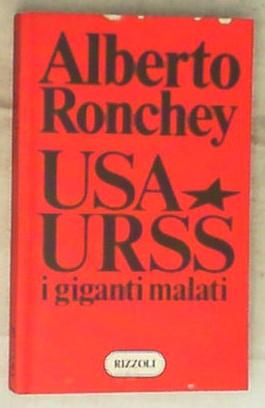 Alberto
Ronchey
USA
URSS
i giganti malati
RIZZOLI